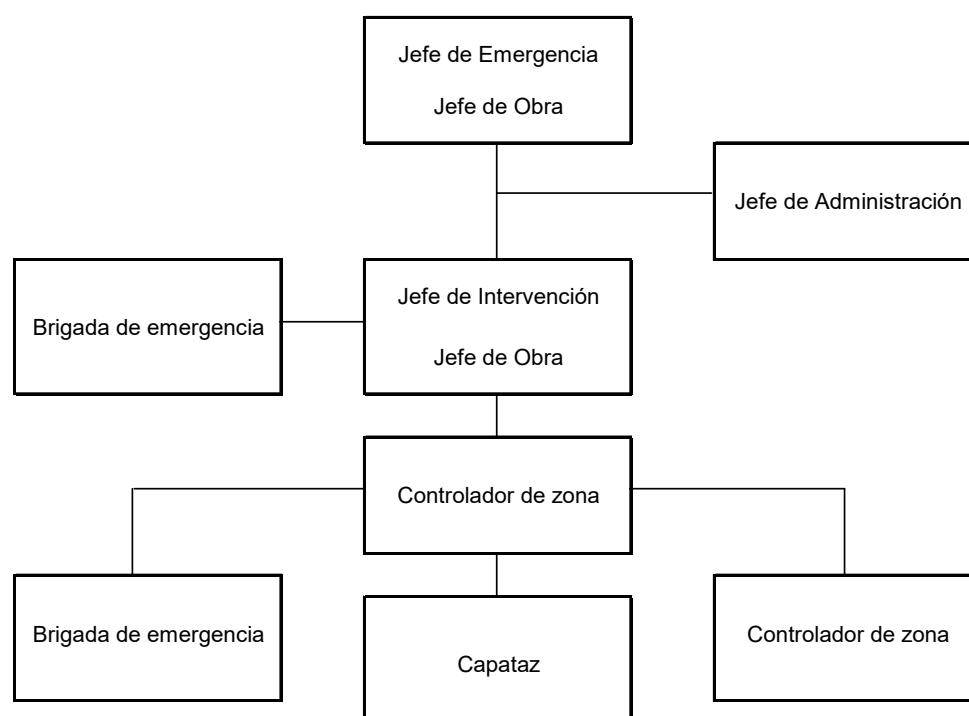 Jefe de Emergencia
Jefe de Obra
Jefe de Administración
Jefe de Intervención
Jefe de Obra
Brigada de emergencia
Controlador de zona
Brigada de emergencia
Capataz
Controlador de zona